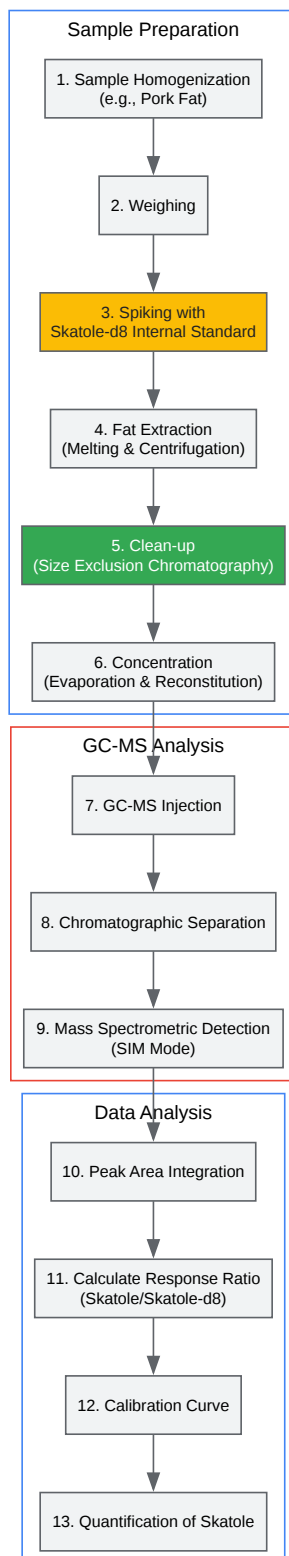 Sample Preparation
1. Sample Homogenization
(e.g., Pork Fat)
2. Weighing
3. Spiking with
Skatole-d8 Internal Standard
4. Fat Extraction
(Melting & Centrifugation)
5. Clean-up
(Size Exclusion Chromatography)
6. Concentration
(Evaporation & Reconstitution)
GC-MS Analysis
7. GC-MS Injection
8. Chromatographic Separation
9. Mass Spectrometric Detection
(SIM Mode)
Data Analysis
10. Peak Area Integration
11. Calculate Response Ratio
(Skatole/Skatole-d8)
12. Calibration Curve
13. Quantification of Skatole